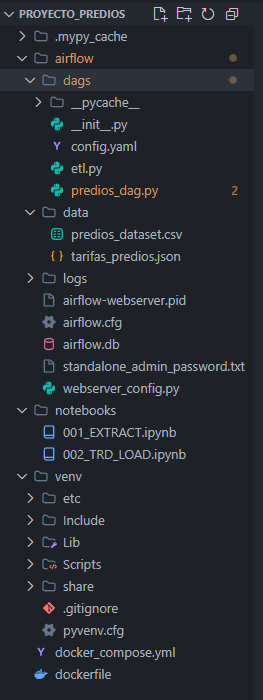 PROYECTO_PREDIOS
.mypy_cache
airflow
dags
__pycache__
__init__.py
config.yaml
etl.py
predios_dag.py 2
data
predios_dataset.csv
tarifas_predios.json
logs
airflow-webserver.pid
airflow.cfg
airflow.db
standalone_admin_password.txt
webserver_config.py
notebooks
001_EXTRACT.ipynb
002_TRD_LOAD.ipynb
venv
etc
Include
Lib
Scripts
share
.gitignore
pyvenv.cfg
docker_compose.yml
dockerfile